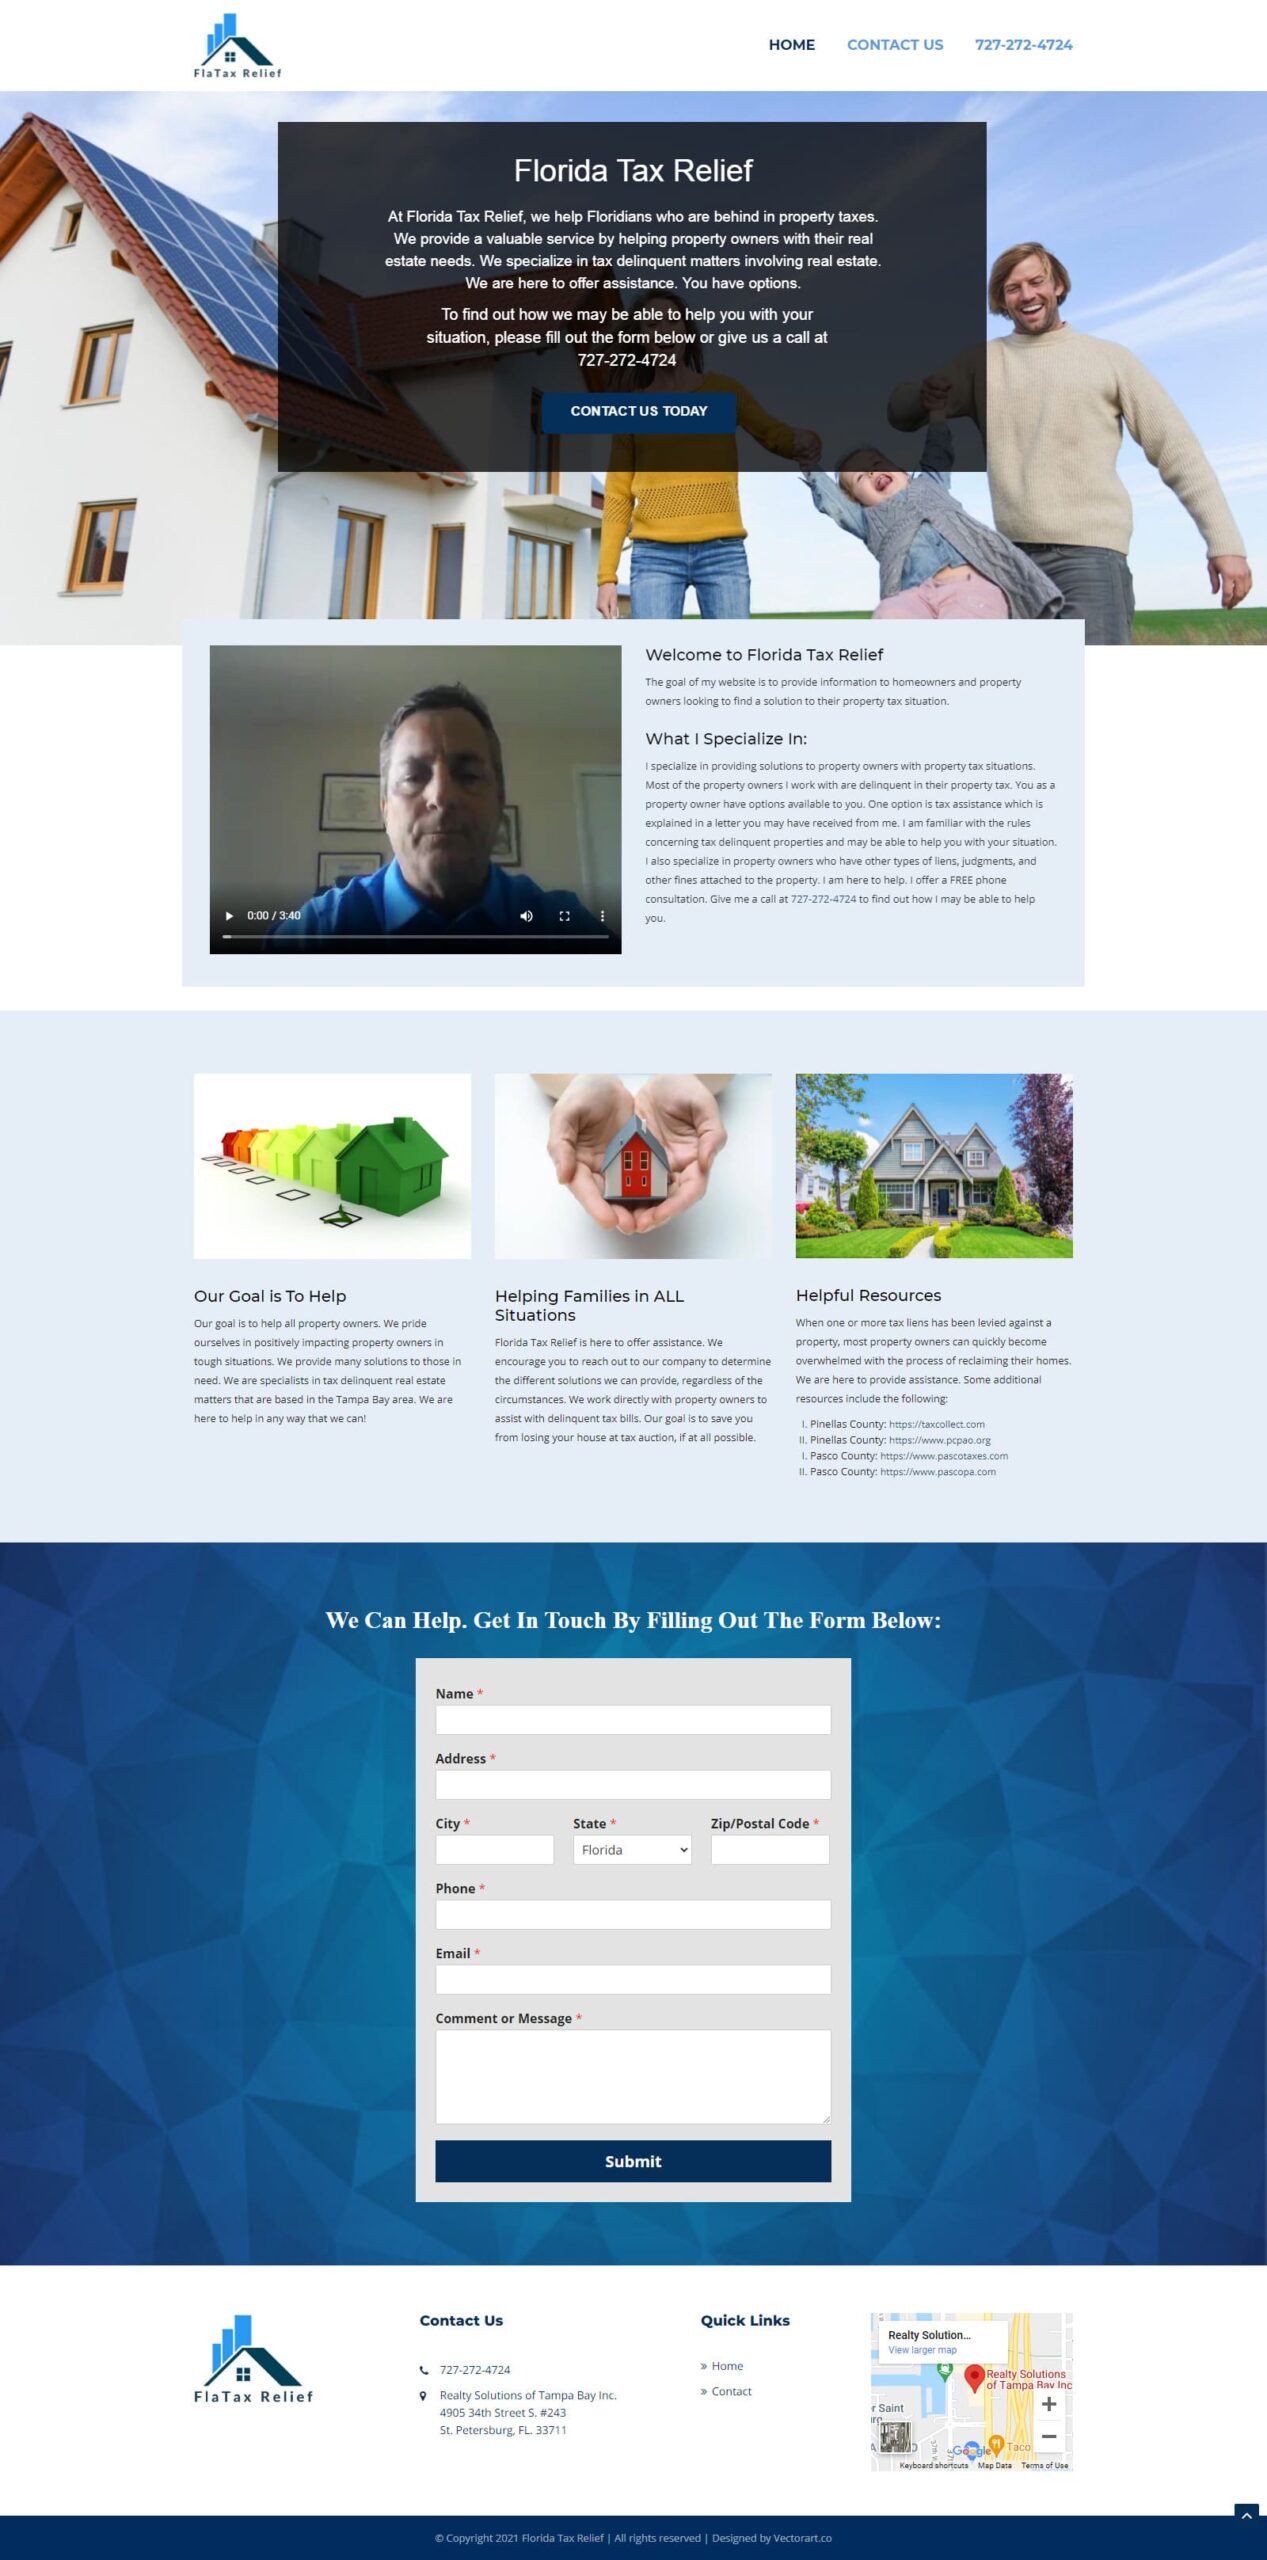 FlaTax Relief
HOME
CONTACT US
727-272-4724
Florida Tax Relief
At Florida Tax Relief, we help Floridians who are behind in property taxes.
We provide a valuable service by helping property owners with their real
estate needs. We specialize in tax delinquent matters involving real estate.
We are here to offer assistance. You have options.
To find out how we may be able to help you with your
situation, please fill out the form below or give us a call at
727-272-4724
CONTACT US TODAY
0:00 / 3:40
Welcome to Florida Tax Relief
The goal of my website is to provide information to homeowners and property
owners looking to find a solution to their property tax situation.
What I Specialize In:
I specialize in providing solutions to property owners with property tax situations.
Most of the property owners I work with are delinquent in their property tax. You as a
property owner have options available to you. One option is tax assistance which is
explained in a letter you may have received from me. I am familiar with the rules
concerning tax delinquent properties and may be able to help you with your situation.
I also specialize in property owners who have other types of liens, judgments, and
other fines attached to the property. I am here to help. I offer a FREE phone
consultation. Give me a call at 727-272-4724 to find out how I may be able to help
you.
Our Goal is To Help
Our goal is to help all property owners. We pride
ourselves in positively impacting property owners in
tough situations. We provide many solutions to those in
need. We are specialists in tax delinquent real estate
matters that are based in the Tampa Bay area. We are
here to help in any way that we can!
Helping Families in ALL
Situations
Florida Tax Relief is here to offer assistance. We
encourage you to reach out to our company to determine
the different solutions we can provide, regardless of the
circumstances. We work directly with property owners to
assist with delinquent tax bills. Our goal is to save you
from losing your house at tax auction, if at all possible.
Helpful Resources
When one or more tax liens has been levied against a
property, most property owners can quickly become
overwhelmed with the process of reclaiming their homes.
We are here to provide assistance. Some additional
resources include the following:
I. Pinellas County: https://taxcollect.com
II. Pinellas County: https://www.pcpao.org
I. Pasco County: https://www.pascotaxes.com
II. Pasco County: https://www.pascopa.com
We Can Help. Get In Touch By Filling Out The Form Below:
Name *
Address *
City *
State *
Zip/Postal Code *
Florida
Phone *
Email *
Comment or Message *
Submit
FlaTax Relief
Contact Us
727-272-4724
Realty Solutions of Tampa Bay Inc.
4905 34th Street S. #243
St. Petersburg, FL. 33711
Quick Links
» Home
» Contact
Realty Solution...
View larger map
Realty Solutions
of Tampa Bay Inc
r Saint
Taco
Google
Keyboard shortcuts
Map Data
Terms of Use
© Copyright 2021 Florida Tax Relief | All rights reserved | Designed by Vectorart.co